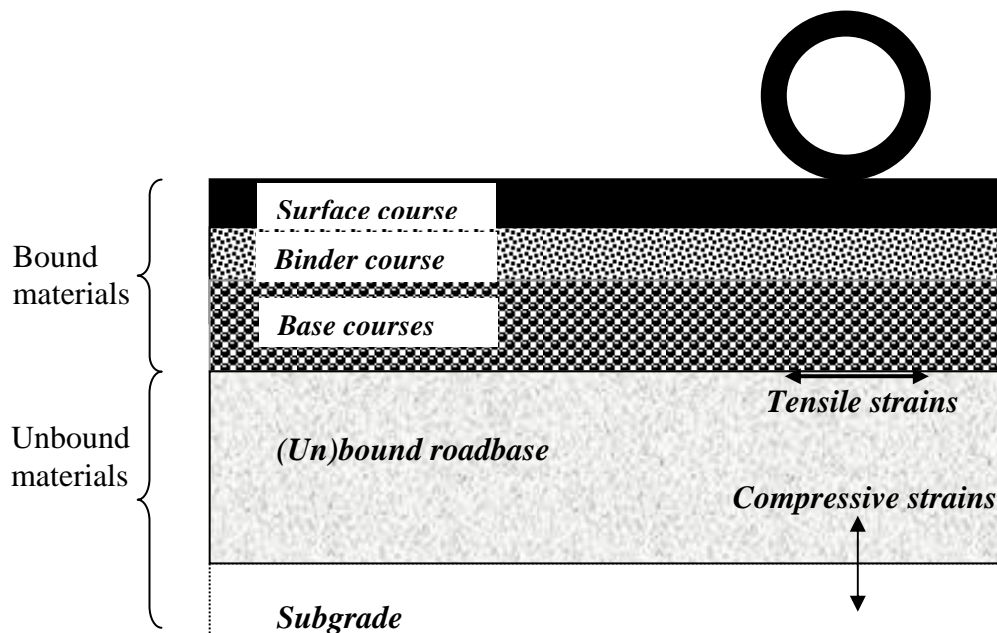 Surface course
Bound
materials
Binder course
Base courses
Tensile strains
Unbound
materials
(Un)bound roadbase
Compressive strains
Subgrade